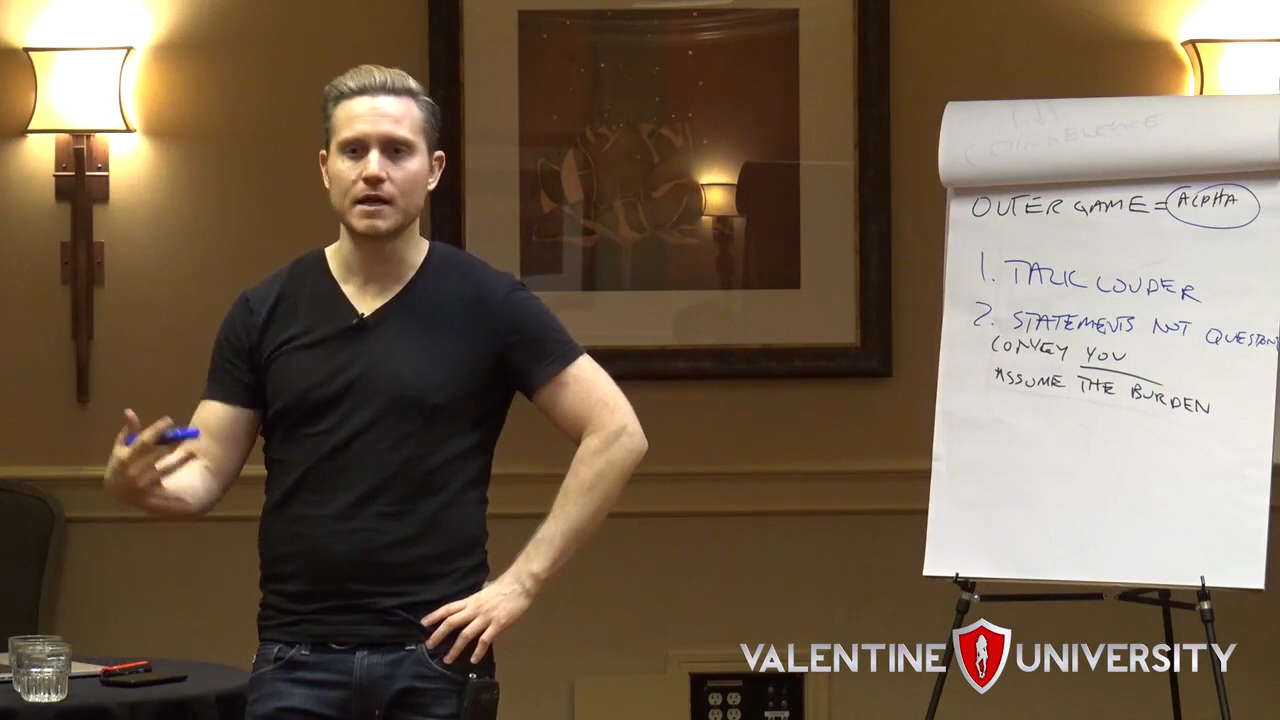 OUTER GAME = ALPHA
1. TALK LOUDER
2. STATEMENTS NOT QUESTIONS
CONVEY YOU
ASSUME THE BURDEN
VALENTINE UNIVERSITY